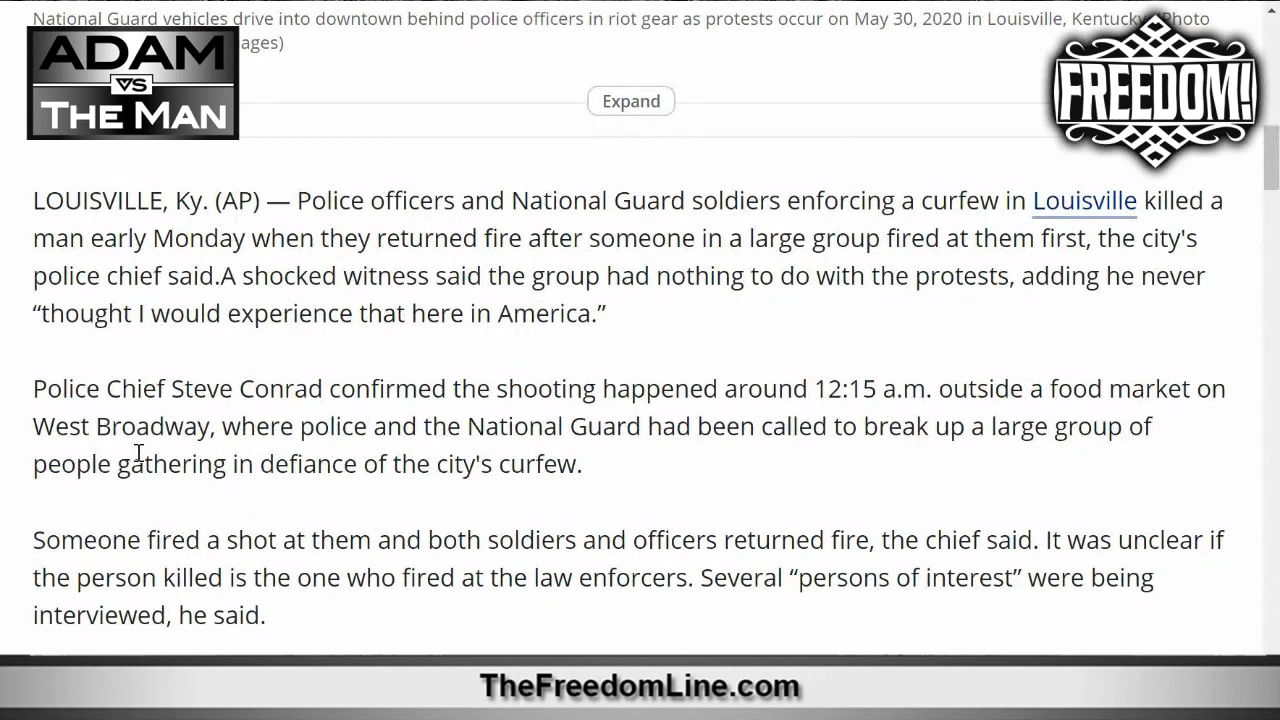 National Guard vehicles drive into downtown behind police officers in riot gear as protests occur on May 30, 2020 in Louisville, Kentucky. (Photo
ages)
ADAM
VS
THE MAN
FREEDOM!
Expand
LOUISVILLE, Ky. (AP) — Police officers and National Guard soldiers enforcing a curfew in Louisville killed a
man early Monday when they returned fire after someone in a large group fired at them first, the city's
police chief said.A shocked witness said the group had nothing to do with the protests, adding he never
“thought I would experience that here in America.”
Police Chief Steve Conrad confirmed the shooting happened around 12:15 a.m. outside a food market on
West Broadway, where police and the National Guard had been called to break up a large group of
people gathering in defiance of the city's curfew.
Someone fired a shot at them and both soldiers and officers returned fire, the chief said. It was unclear if
the person killed is the one who fired at the law enforcers. Several “persons of interest” were being
interviewed, he said.
TheFreedomLine.com